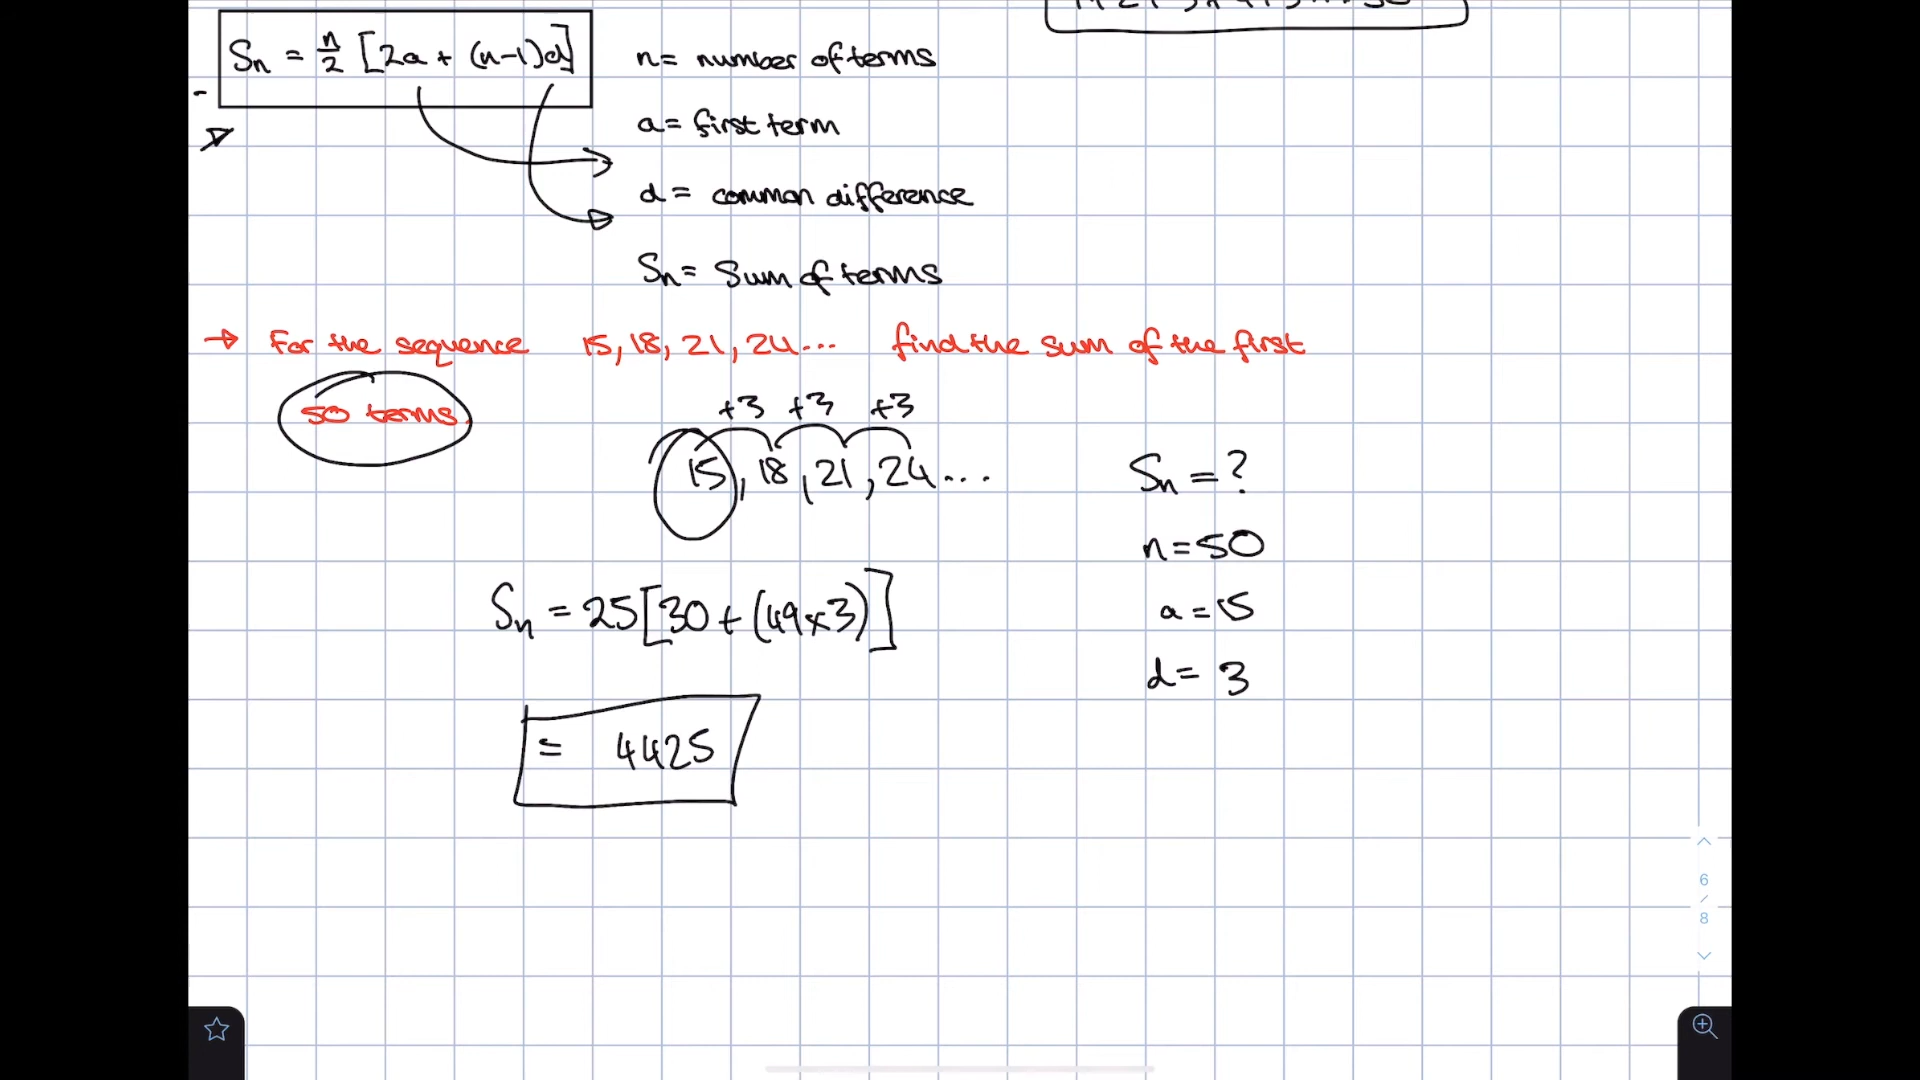 Sn = n/2 [2a + (n-1)d]
n= number of terms
a= first term
d= common difference
Sn= Sum of terms
→ For the sequence 15, 18, 21, 24... find the sum of the first
50 terms.
+3 +3 +3
15, 18, 21, 24...
Sn = ?
n=50
a=15
d= 3
Sn = 25[30 + (49x3)]
= 4425
6
/
8